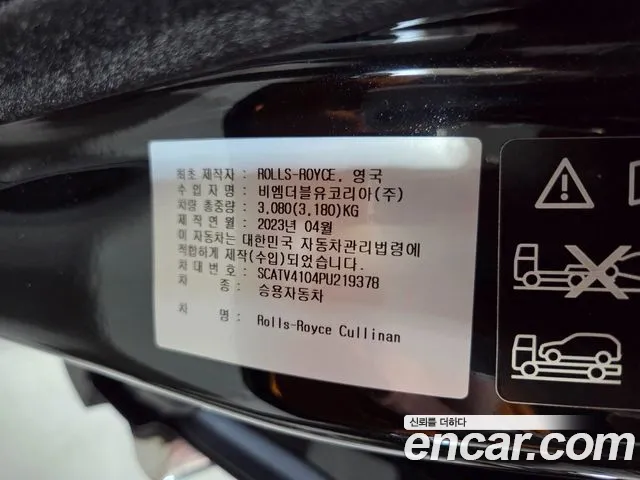 최초 제작자 : ROLLS-ROYCE. 영국
수 입 자 명 : 비엠더블유코리아(주)
차량 총중량 : 3,080(3,180)KG
제 작 연 월 : 2023년 04월
이 자동차는 대한민국 자동차관리법령에
적합하게 제작(수입)되었습니다.
차 대 번 호 : SCATV4104PU219378
차 종 : 승용자동차
차 명 : Rolls-Royce Cullinan
신뢰를 더하다
encar.com